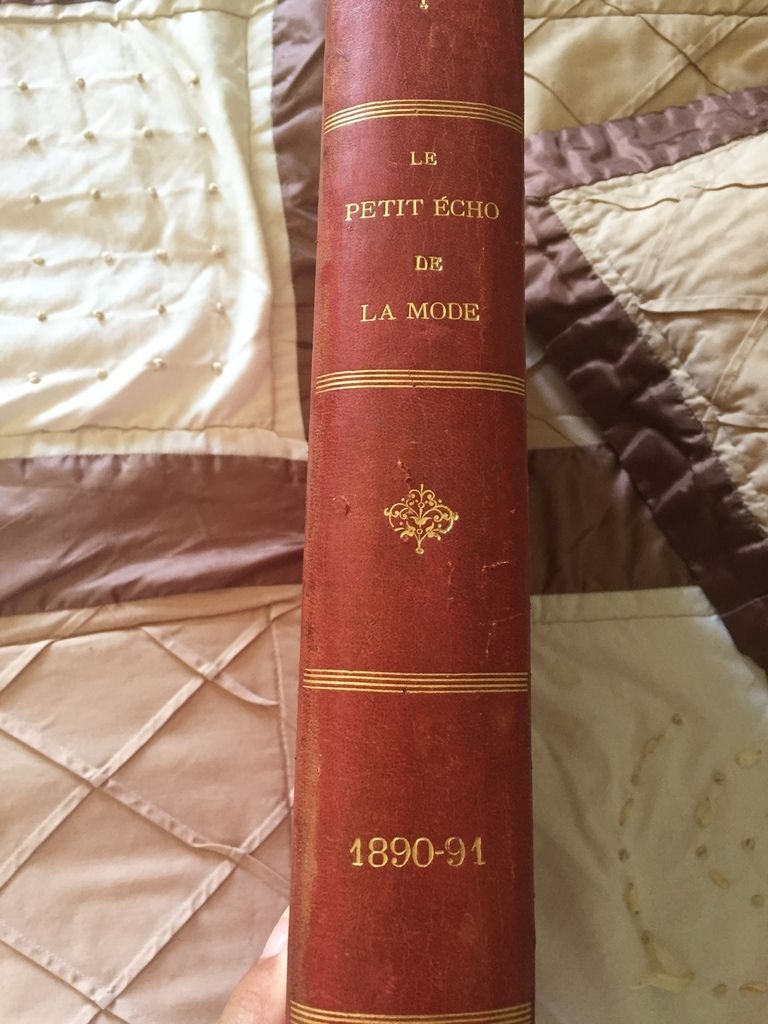 LE
PETIT ÉCHO
DE
LA MODE
1890-91